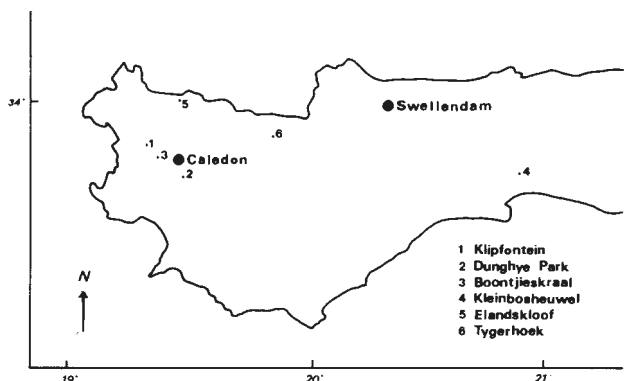 34°
.5
Swellendam
.6
.1
.3
Caledon
.2
.4
1 Klipfontein
2 Dunghye Park
3 Boontjieskraal
4 Kleinbosheuwel
5 Elandskloof
6 Tygerhoek
N
19°
20°
21°